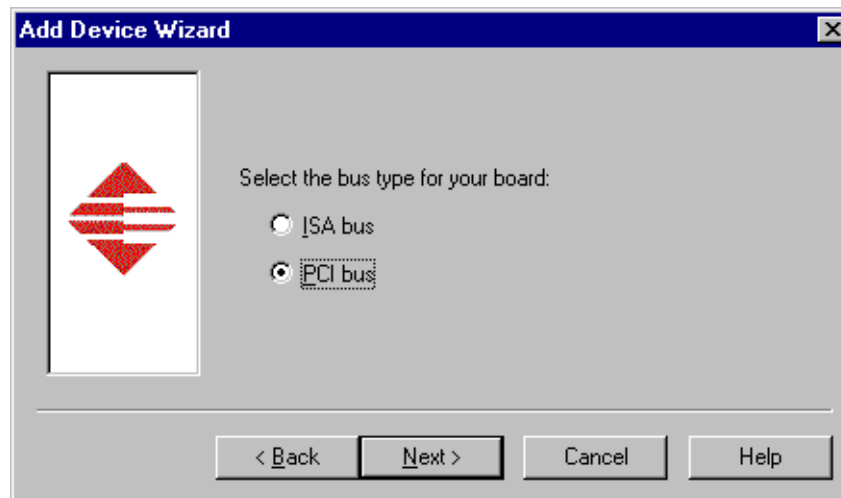 Add Device Wizard
Select the bus type for your board:
ISA bus
PCI bus
< Back Next > Cancel Help